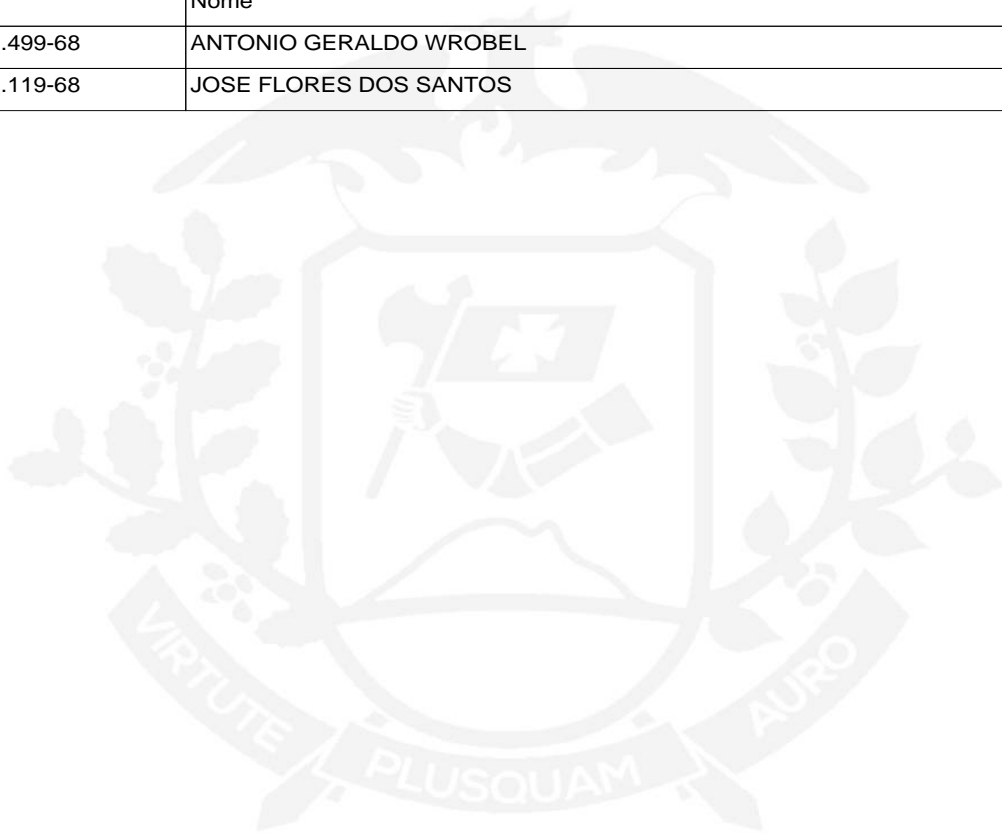 Nome
.499-68 ANTONIO GERALDO WROBEL
.119-68 JOSE FLORES DOS SANTOS
VIRTUTE PLUSQUAM AURO